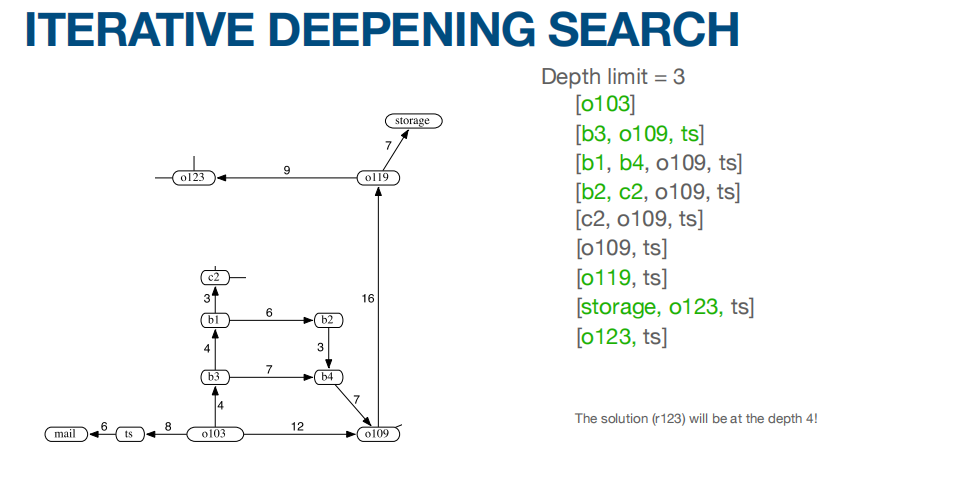 ITERATIVE DEEPENING SEARCH
Depth limit = 3
[o103]
[b3, o109, ts]
[b1, b4, o109, ts]
[b2, c2, o109, ts]
[c2, o109, ts]
[o109, ts]
[o119, ts]
[storage, o123, ts]
[o123, ts]
The solution (r123) will be at the depth 4!
storage
7
o123
9
o119
16
c2
3
b1
6
b2
4
3
b3
7
b4
4
7
mail
6
ts
8
o103
12
o109